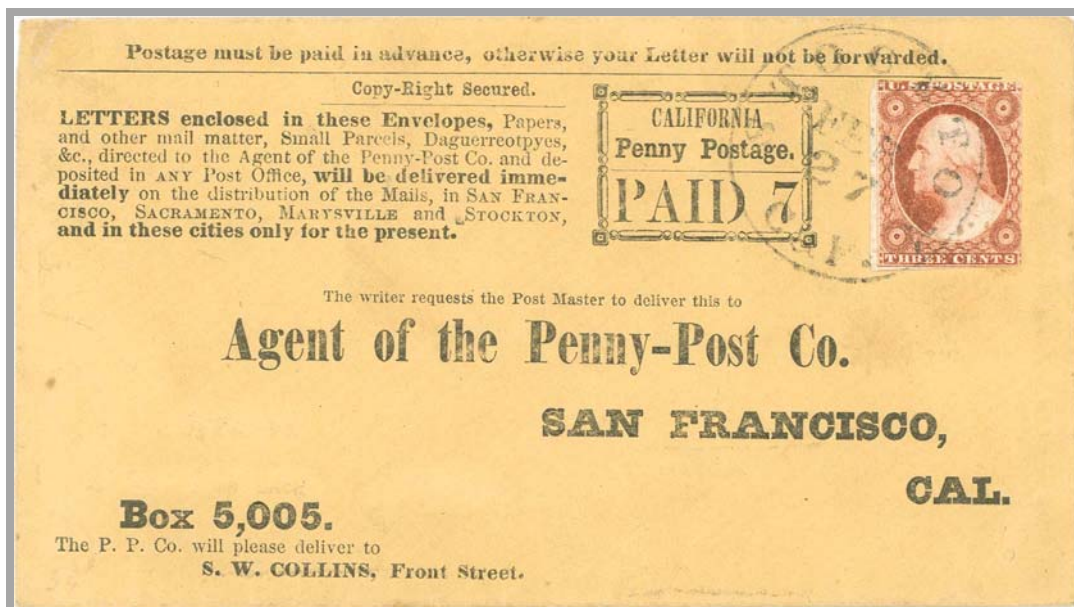 Postage must be paid in advance, otherwise your Letter will not be forwarded.
Copy-Right Secured.
LETTERS enclosed in these Envelopes, Papers,
and other mail matter, Small Parcels, Daguerreotpyes,
&c., directed to the Agent of the Penny-Post Co. and de-
posited in ANY Post Office, will be delivered imme-
diately on the distribution of the Mails, in SAN FRAN-
CISCO, SACRAMENTO, MARYSVILLE and STOCKTON,
and in these cities only for the present.
CALIFORNIA
Penny Postage.
PAID 7
STOCKTON
FEB
27
CAL.
U.S. POSTAGE.
THREE CENTS
The writer requests the Post Master to deliver this to
Agent of the Penny-Post Co.
SAN FRANCISCO,
CAL.
Box 5,005.
The P. P. Co. will please deliver to
S. W. COLLINS, Front Street.